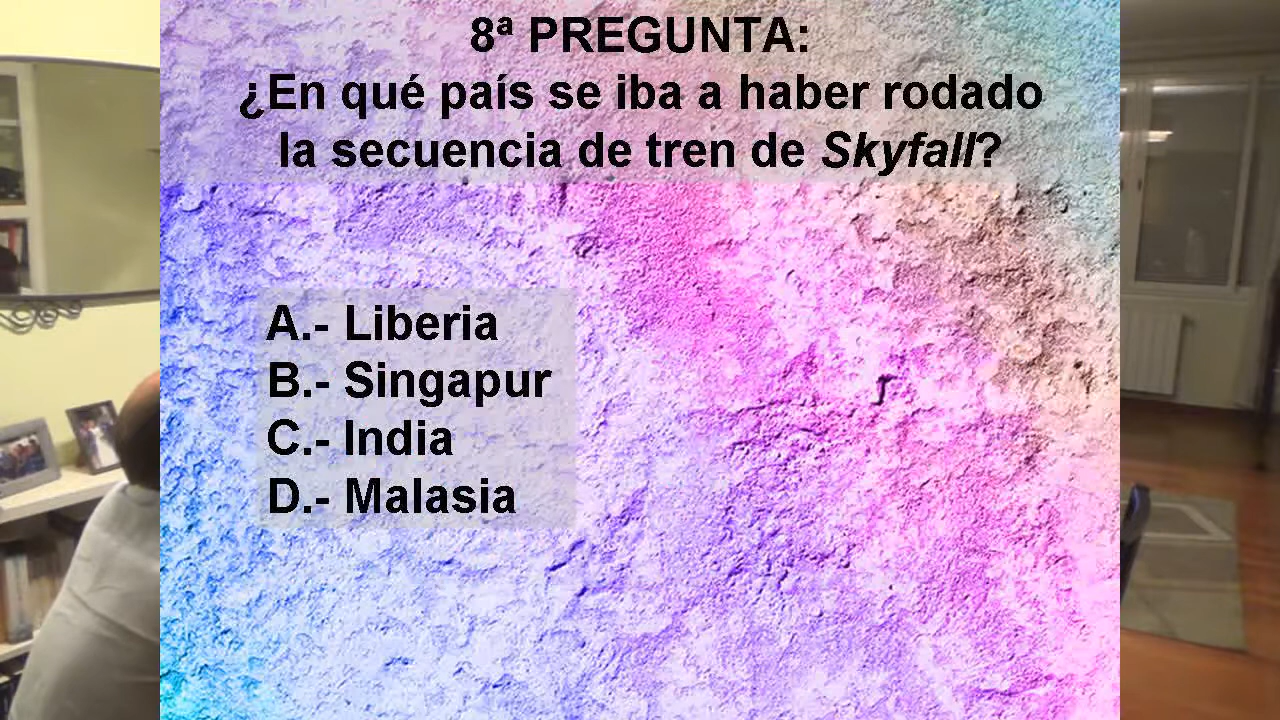 8ª PREGUNTA:
¿En qué país se iba a haber rodado
la secuencia de tren de Skyfall?
A.- Liberia
B.- Singapur
C.- India
D.- Malasia